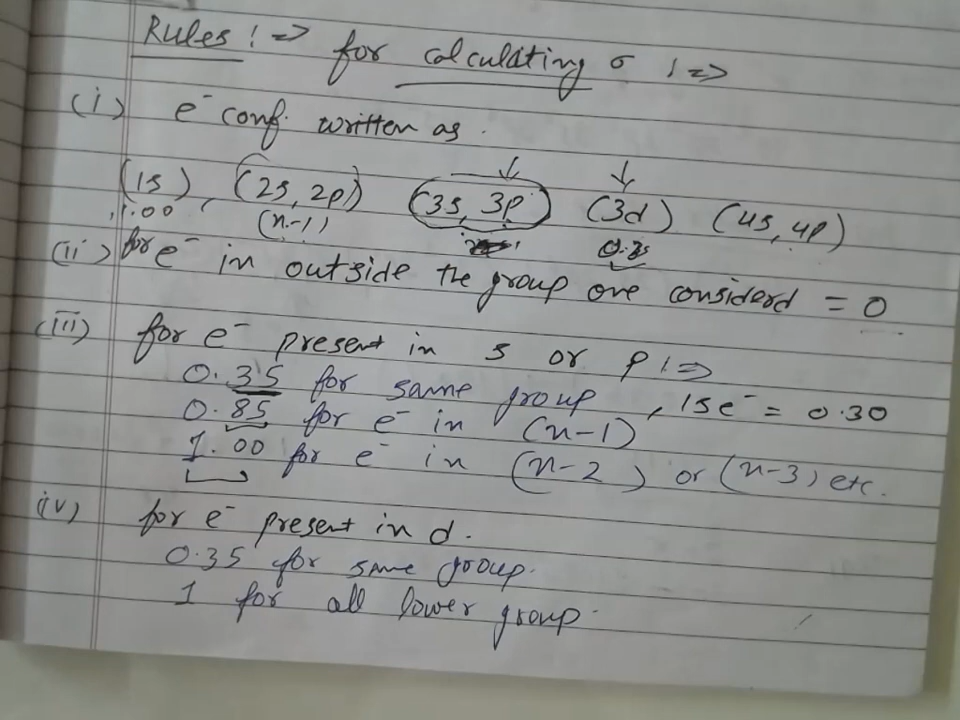 Rules :=> for calculating σ :=>
(i) e⁻ conf. written as.
(1s), (2s, 2p) (3s, 3p) (3d) (4s, 4p)
1.00 (n-1) 0.35
(ii) for e⁻ in outside the group are considerd = 0
(iii) for e⁻ present in s or p :=>
0.35 for same group, 1s e⁻ = 0.30
0.85 for e⁻ in (n-1)
1.00 for e⁻ in (n-2) or (n-3) etc.
(iv) for e⁻ present in d.
0.35 for same group.
1 for all lower group.